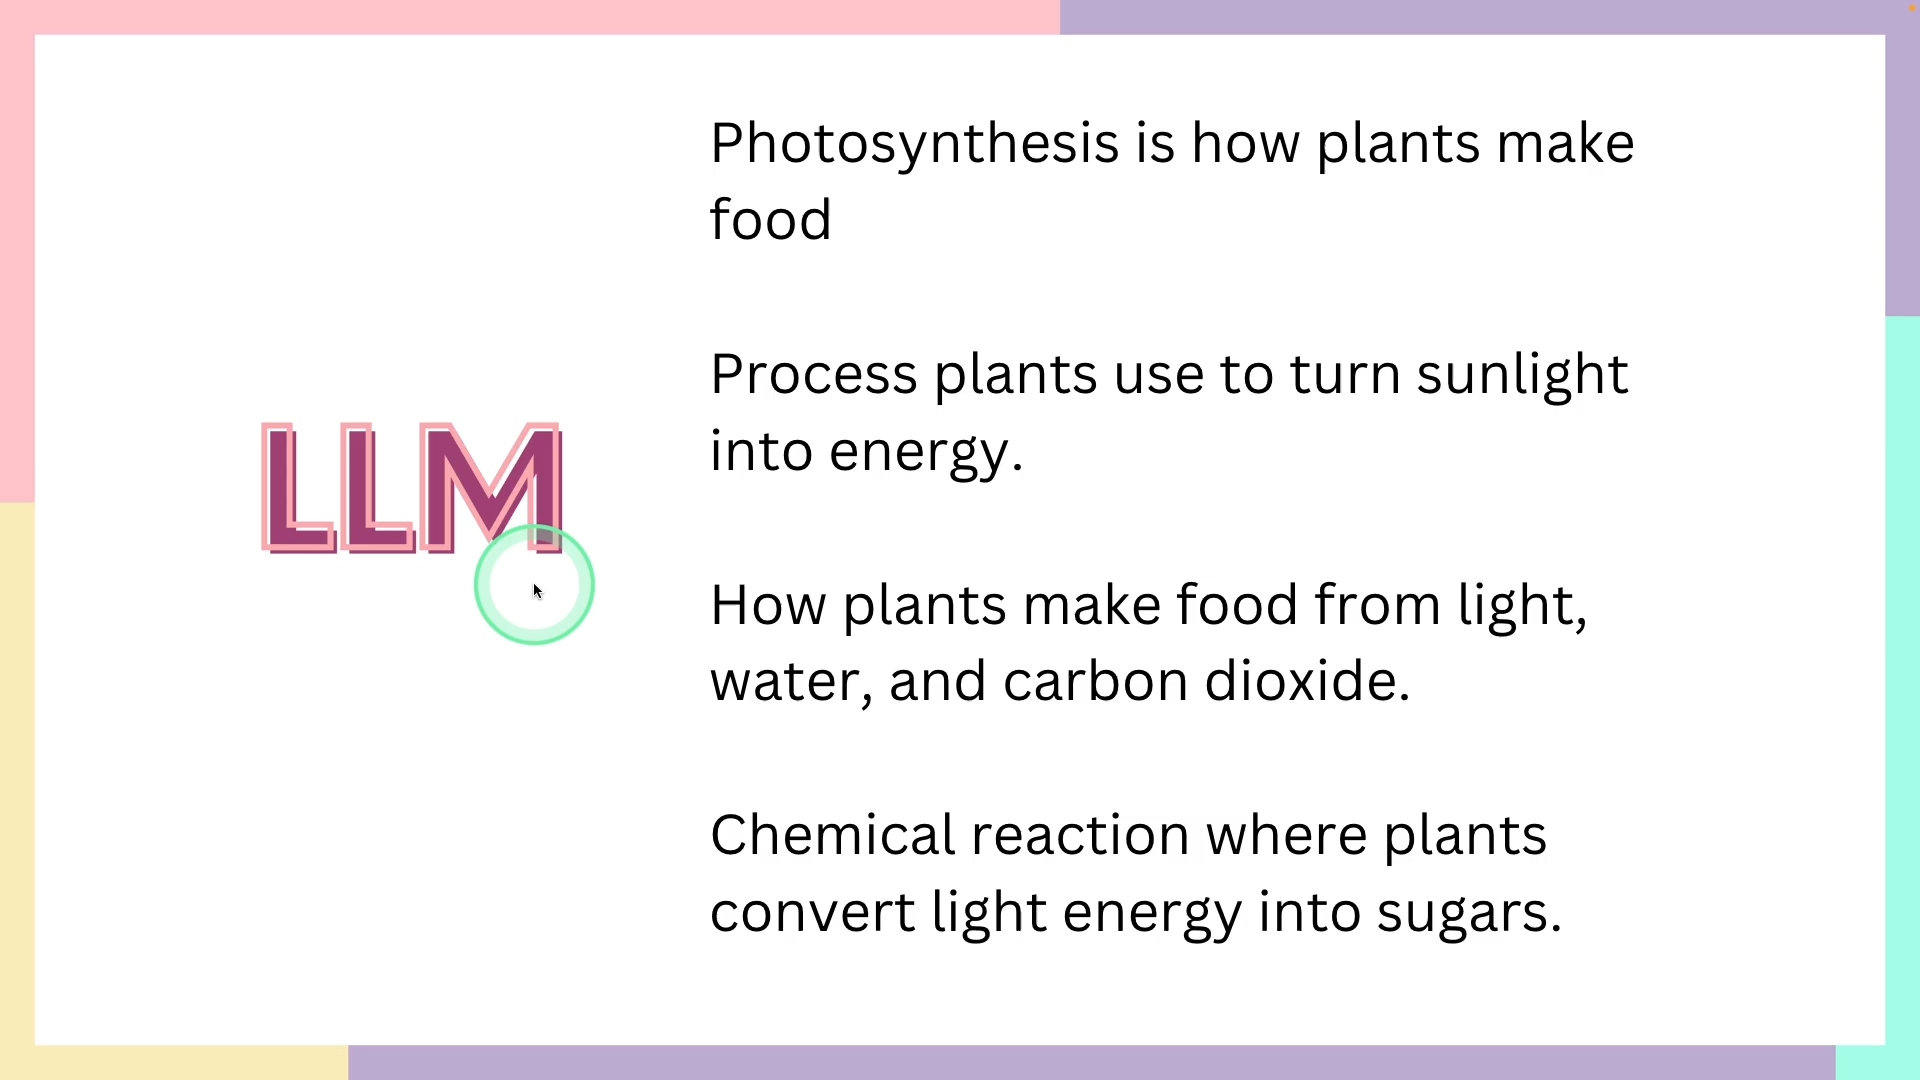 LLM
Photosynthesis is how plants make
food
Process plants use to turn sunlight
into energy.
How plants make food from light,
water, and carbon dioxide.
Chemical reaction where plants
convert light energy into sugars.